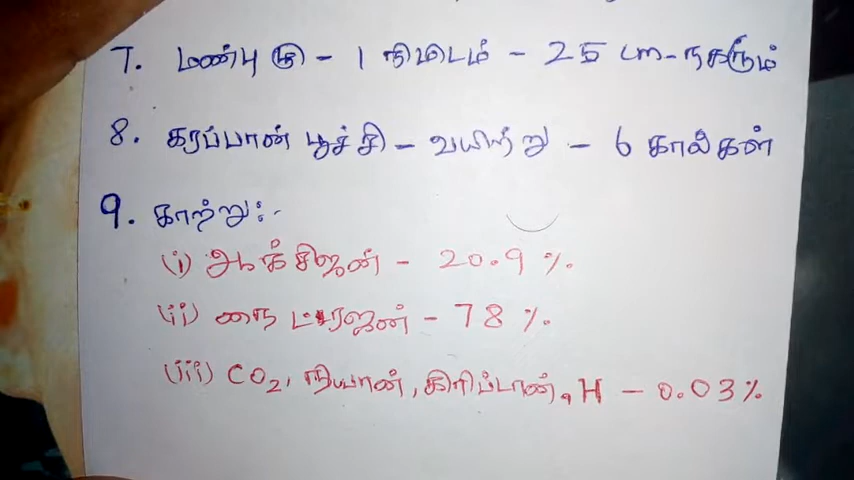 7. மண்புழு - 1 நிமிடம் - 25 செ.மீ நகரும்
8. கரப்பான் பூச்சி - வயிற்று - 6 கால்கள்
9. காற்று:-
(i) ஆக்சிஜன் - 20.9 %.
(ii) நைட்ரஜன் - 78 %.
(iii) CO2, நியான், கிரிப்டான், H - 0.03%.